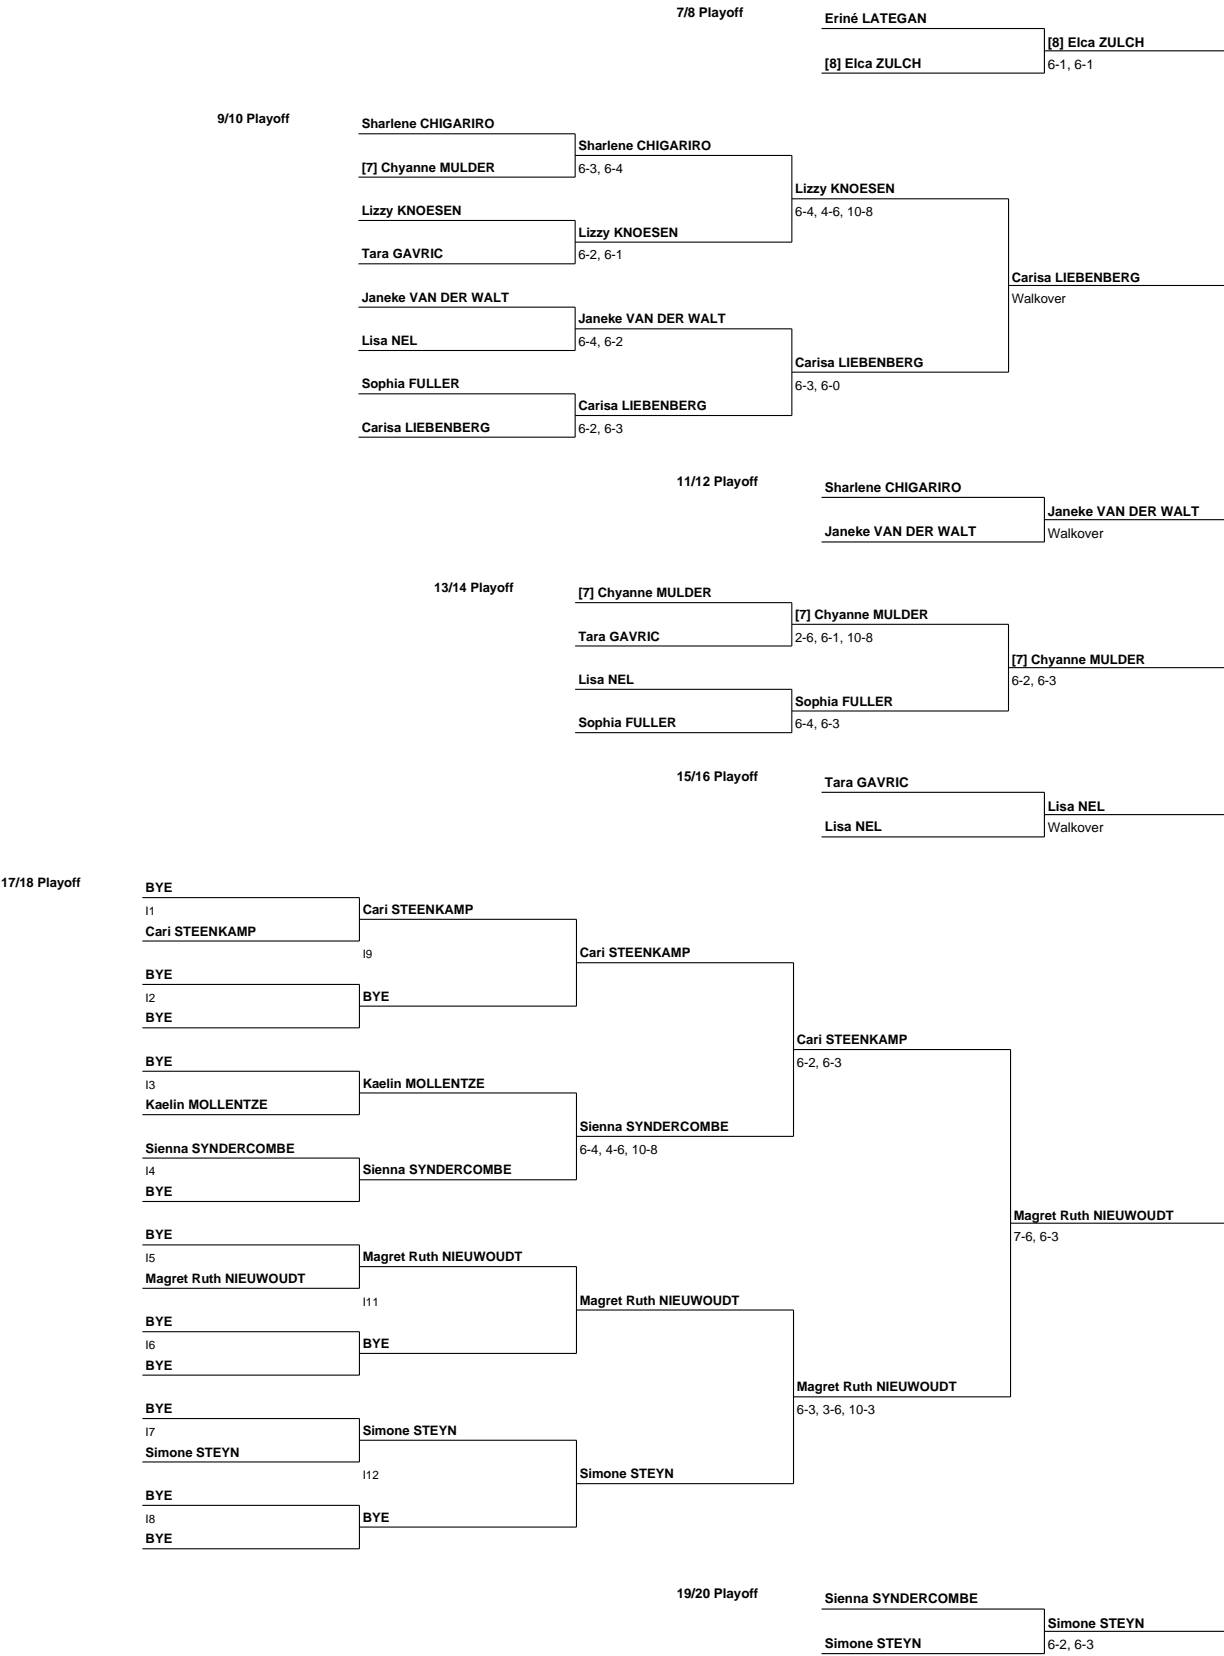 7/8 Playoff
Eriné LATEGAN
[8] Elca ZULCH
[8] Elca ZULCH
6-1, 6-1
9/10 Playoff
Sharlene CHIGARIRO
Sharlene CHIGARIRO
[7] Chyanne MULDER
6-3, 6-4
Lizzy KNOESEN
6-4, 4-6, 10-8
Lizzy KNOESEN
Lizzy KNOESEN
Tara GAVRIC
6-2, 6-1
Carisa LIEBENBERG
Walkover
Janeke VAN DER WALT
Janeke VAN DER WALT
Lisa NEL
6-4, 6-2
Carisa LIEBENBERG
6-3, 6-0
Sophia FULLER
Carisa LIEBENBERG
Carisa LIEBENBERG
6-2, 6-3
11/12 Playoff
Sharlene CHIGARIRO
Janeke VAN DER WALT
Janeke VAN DER WALT
Walkover
13/14 Playoff
[7] Chyanne MULDER
[7] Chyanne MULDER
Tara GAVRIC
2-6, 6-1, 10-8
[7] Chyanne MULDER
6-2, 6-3
Lisa NEL
Sophia FULLER
Sophia FULLER
6-4, 6-3
15/16 Playoff
Tara GAVRIC
Lisa NEL
Lisa NEL
Walkover
17/18 Playoff
BYE
I1
Cari STEENKAMP
Cari STEENKAMP
I9
Cari STEENKAMP
BYE
I2
BYE
BYE
Cari STEENKAMP
6-2, 6-3
BYE
I3
Kaelin MOLLENTZE
Kaelin MOLLENTZE
Sienna SYNDERCOMBE
6-4, 4-6, 10-8
Sienna SYNDERCOMBE
I4
Sienna SYNDERCOMBE
BYE
Magret Ruth NIEUWOUDT
7-6, 6-3
BYE
I5
Magret Ruth NIEUWOUDT
Magret Ruth NIEUWOUDT
I11
Magret Ruth NIEUWOUDT
BYE
I6
BYE
BYE
Magret Ruth NIEUWOUDT
6-3, 3-6, 10-3
BYE
I7
Simone STEYN
Simone STEYN
I12
Simone STEYN
BYE
I8
BYE
BYE
19/20 Playoff
Sienna SYNDERCOMBE
Simone STEYN
Simone STEYN
6-2, 6-3